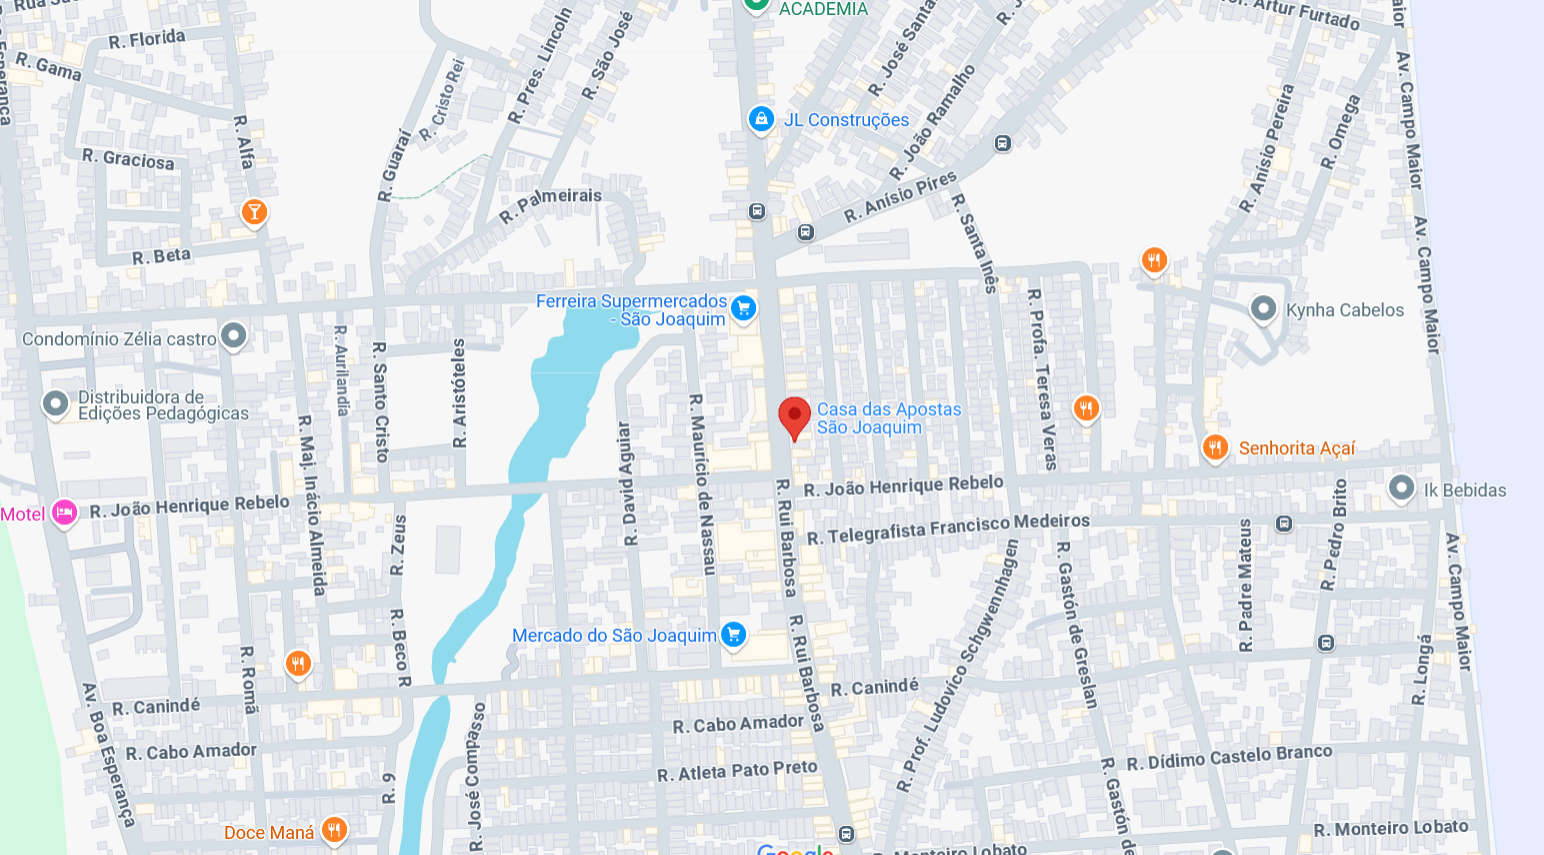 ACADEMIA
R. Florida
R. Gama
R. Alfa
R. Graciosa
R. Beta
R. Guaraí
R. Cristo Rei
R. Pres. Lincoln
R. São José
R. Palmeirais
JL Construções
R. João Ramalho
R. Anísio Pires
R. Santa Inês
Artur Furtado
R. Anisio Pereira
R. Omega
Av. Campo Maior
Av. Campo Maior
Av. Campo Maior
Ferreira Supermercados
- São Joaquim
Condomínio Zélia castro
Distribuidora de
Edições Pedagógicas
R. Aurilandia
R. Santo Cristo
R. Aristóteles
R. Maj. Inácio Almeida
R. David Aguiar
R. Maurício de Nassau
Casa das Apostas
São Joaquim
R. Profa. Teresa Veras
Kynha Cabelos
Senhorita Açaí
Ik Bebidas
Motel
R. João Henrique Rebelo
R. João Henrique Rebelo
R. Telegrafista Francisco Medeiros
R. Rui Barbosa
R. Rui Barbosa
R. Zeus
R. Beco R
R. Romã
R. Prof. Ludovíco Schgwennhagen
R. Gastón de Greslan
R. Padre Mateus
R. Pedro Brito
Av. Campo Maior
R. Longá
Mercado do São Joaquim
Av. Boa Esperança
R. Canindé
R. Canindé
R. Cabo Amador
R. Cabo Amador
R. Atleta Pato Preto
R. José Compasso
R. 9
Doce Maná
R. Dídimo Castelo Branco
R. Gastón de
R. Monteiro Lobato
R. Monteiro Lobato
Google